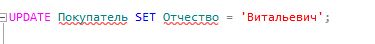 UPDATE Покупатель SET Отчество = 'Витальевич';